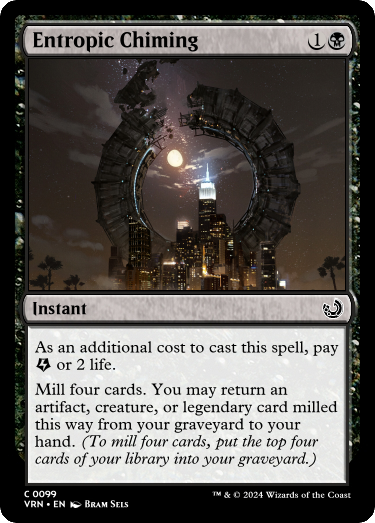 Entropic Chiming 1
Instant
As an additional cost to cast this spell, pay
or 2 life.
Mill four cards. You may return an
artifact, creature, or legendary card milled
this way from your graveyard to your
hand. (To mill four cards, put the top four
cards of your library into your graveyard.)
C 0099
VRN • EN Bram Sels
™ & © 2024 Wizards of the Coast